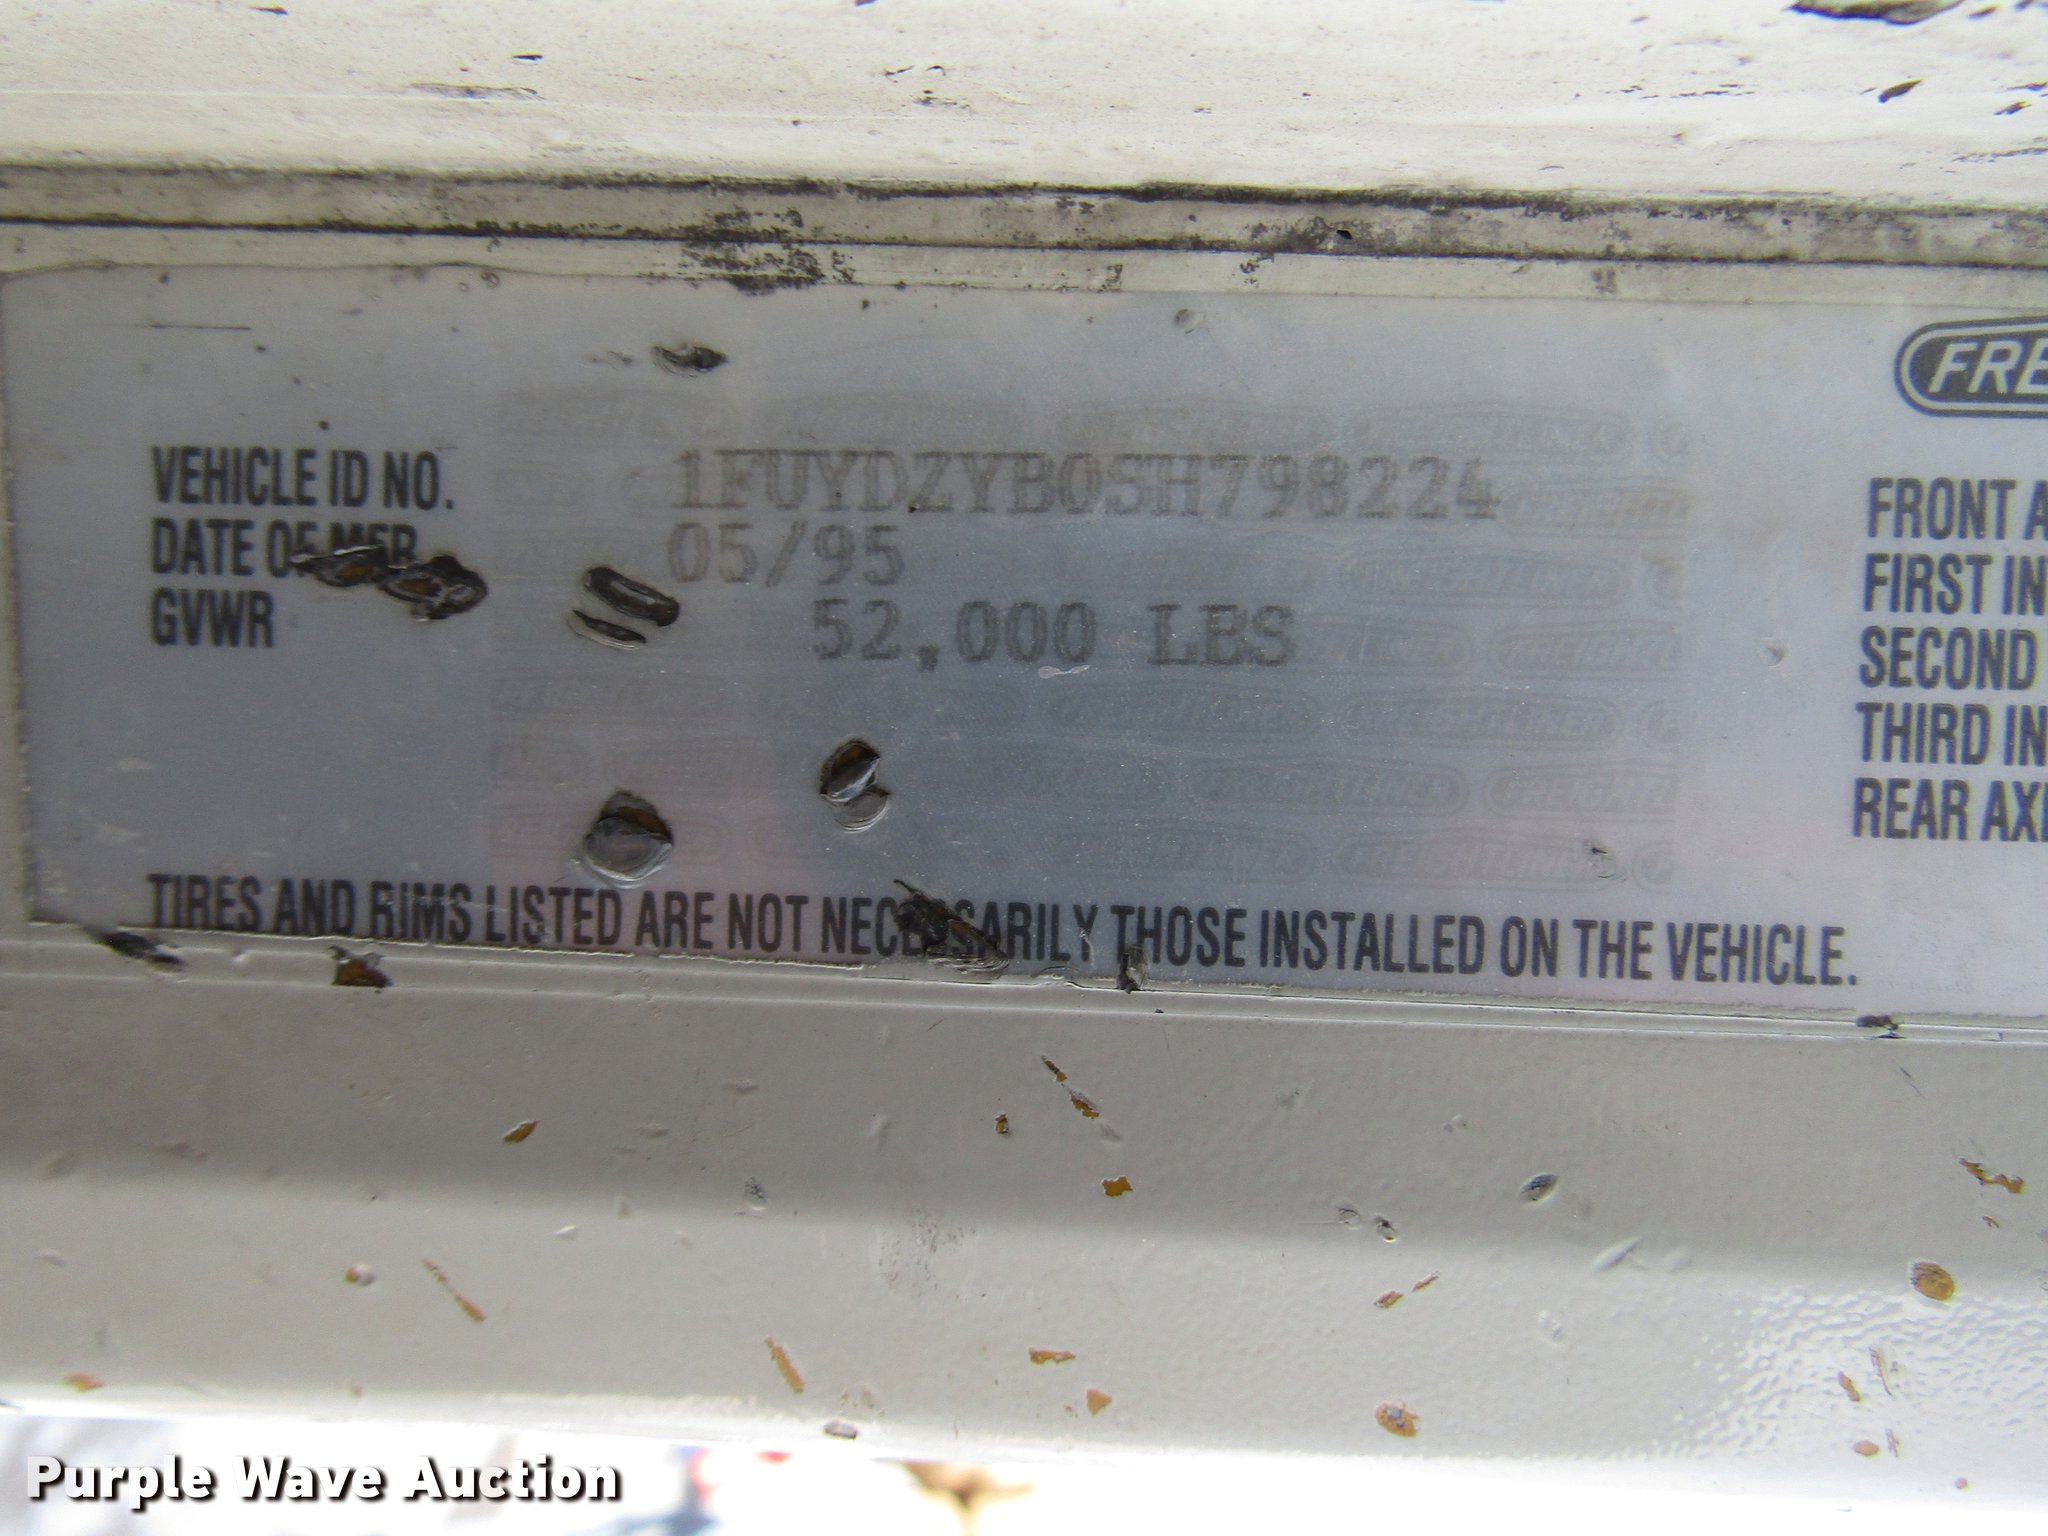 FRE
VEHICLE ID NO. 1FUYDZYB0SH798224
DATE OF MFR 05/95
GVWR 52,000 LBS
FRONT A
FIRST IN
SECOND
THIRD IN
REAR AXL
TIRES AND RIMS LISTED ARE NOT NECESSARILY THOSE INSTALLED ON THE VEHICLE.
Purple Wave Auction